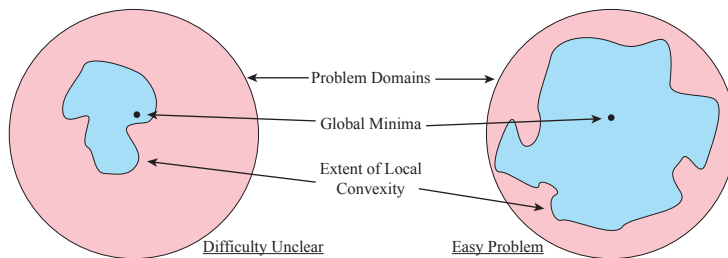 Problem Domains
Global Minima
Extent of Local
Convexity
Difficulty Unclear
Easy Problem